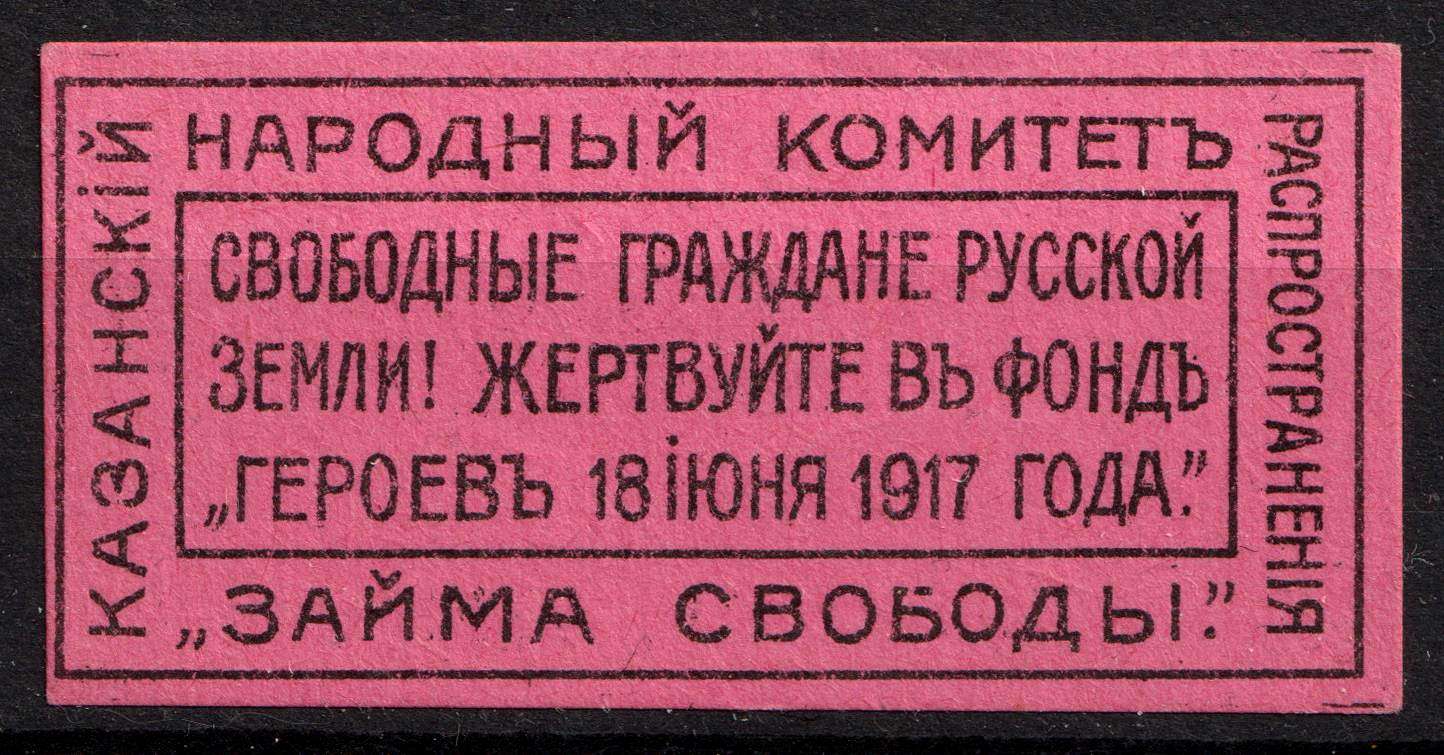 КАЗАНСКІЙ
НАРОДНЫЙ КОМИТЕТЪ
РАСПРОСТРАНЕНІЯ
„ЗАЙМА СВОБОДЫ.”
СВОБОДНЫЕ ГРАЖДАНЕ РУССКОЙ
ЗЕМЛИ! ЖЕРТВУЙТЕ ВЪ ФОНДЪ
„ГЕРОЕВЪ 18 ІЮНЯ 1917 ГОДА.”